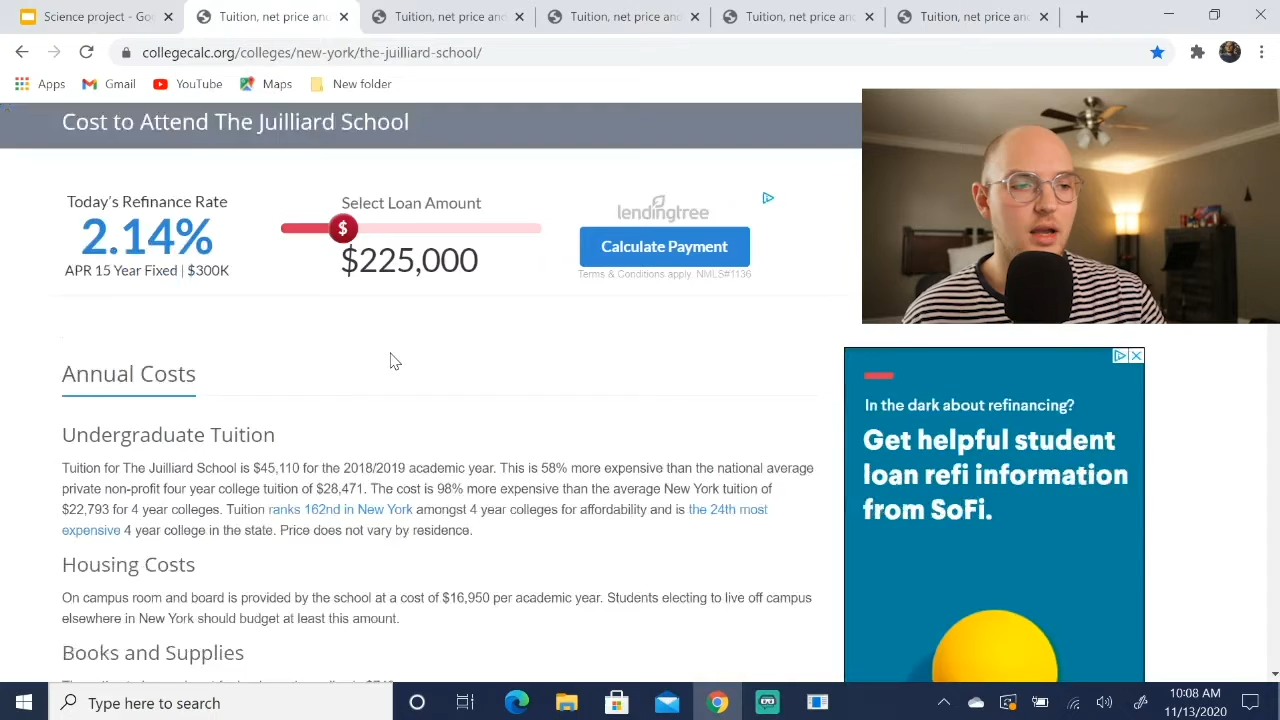 Science project - Go
Tuition, net price and
Tuition, net price and
Tuition, net price and
Tuition, net price and
Tuition, net price and
collegecalc.org/colleges/new-york/the-juilliard-school/
Apps
Gmail
YouTube
Maps
New folder
Cost to Attend The Juilliard School
Today's Refinance Rate
2.14%
APR 15 Year Fixed | $300K
Select Loan Amount
$
$225,000
lendingtree
Calculate Payment
Terms & Conditions apply. NMLS#1136
Annual Costs
Undergraduate Tuition
Tuition for The Juilliard School is $45,110 for the 2018/2019 academic year. This is 58% more expensive than the national average
private non-profit four year college tuition of $28,471. The cost is 98% more expensive than the average New York tuition of
$22,793 for 4 year colleges. Tuition ranks 162nd in New York amongst 4 year colleges for affordability and is the 24th most
expensive 4 year college in the state. Price does not vary by residence.
Housing Costs
On campus room and board is provided by the school at a cost of $16,950 per academic year. Students electing to live off campus
elsewhere in New York should budget at least this amount.
Books and Supplies
In the dark about refinancing?
Get helpful student
loan refi information
from SoFi.
Type here to search
10:08 AM
11/13/2020